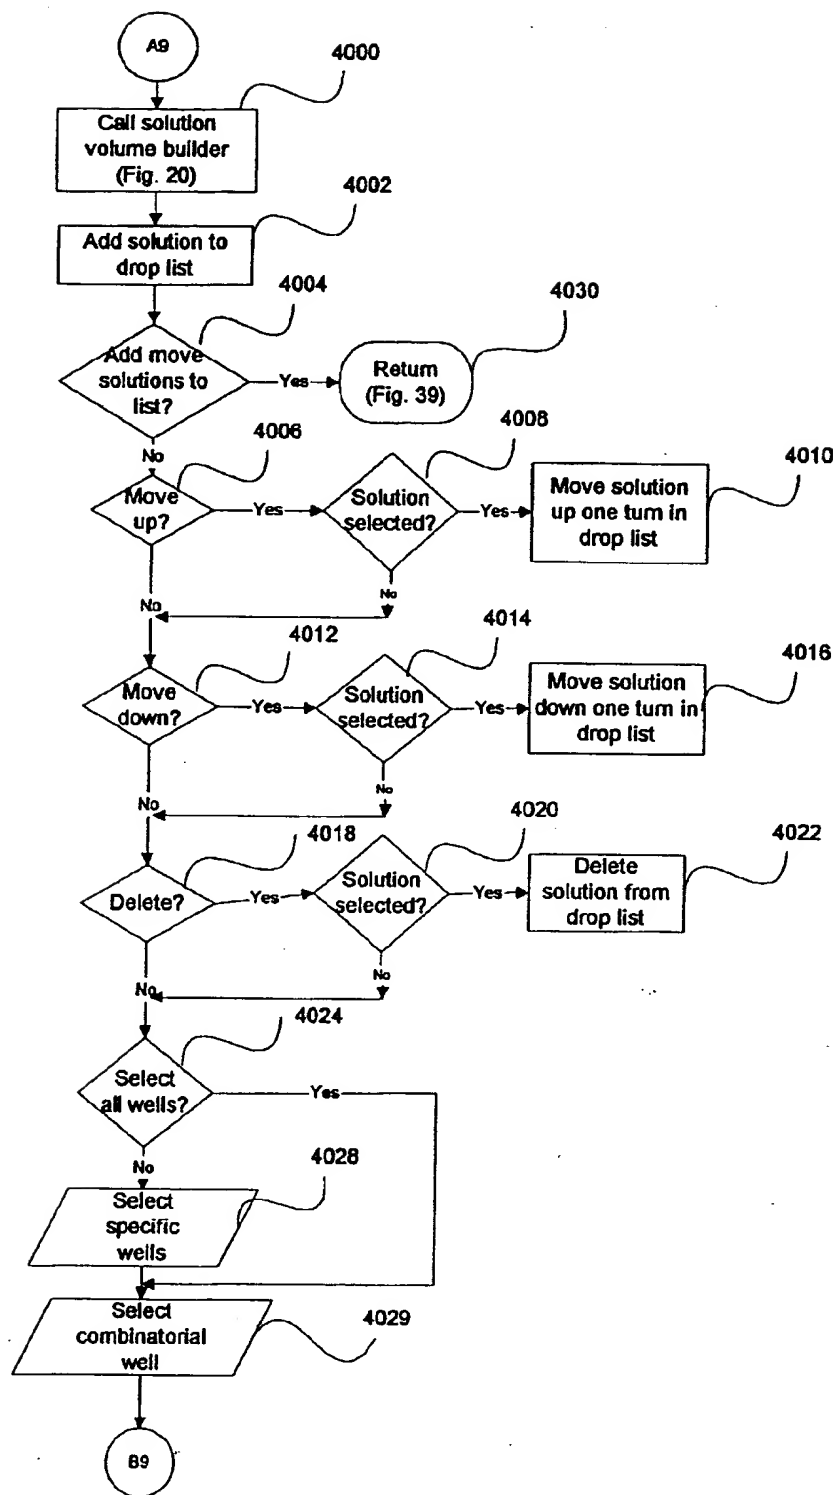 A9
4000
Call solution
volume builder
(Fig. 20)
4002
Add solution to
drop list
4004
Add move
solutions to
list?
Yes
4030
Return
(Fig. 39)
No
4006
Move
up?
Yes
4008
Solution
selected?
Yes
4010
Move solution
up one turn in
drop list
No
No
4012
Move
down?
Yes
4014
Solution
selected?
Yes
4016
Move solution
down one turn in
drop list
No
No
4018
Delete?
Yes
4020
Solution
selected?
Yes
4022
Delete
solution from
drop list
No
No
4024
Select
all wells?
Yes
No
4028
Select
specific
wells
Select
combinatorial
well
4029
B9